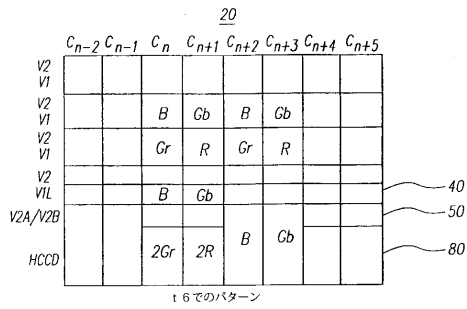 20
Cn-2 Cn-1 Cn Cn+1 Cn+2 Cn+3 Cn+4 Cn+5
V2
V1
V2
V1 B Gb B Gb
V2
V1 Gr R Gr R
V2
V1L B Gb 40
V2A/V2B 50
HCCD 2Gr 2R B Gb 80
t6でのパターン